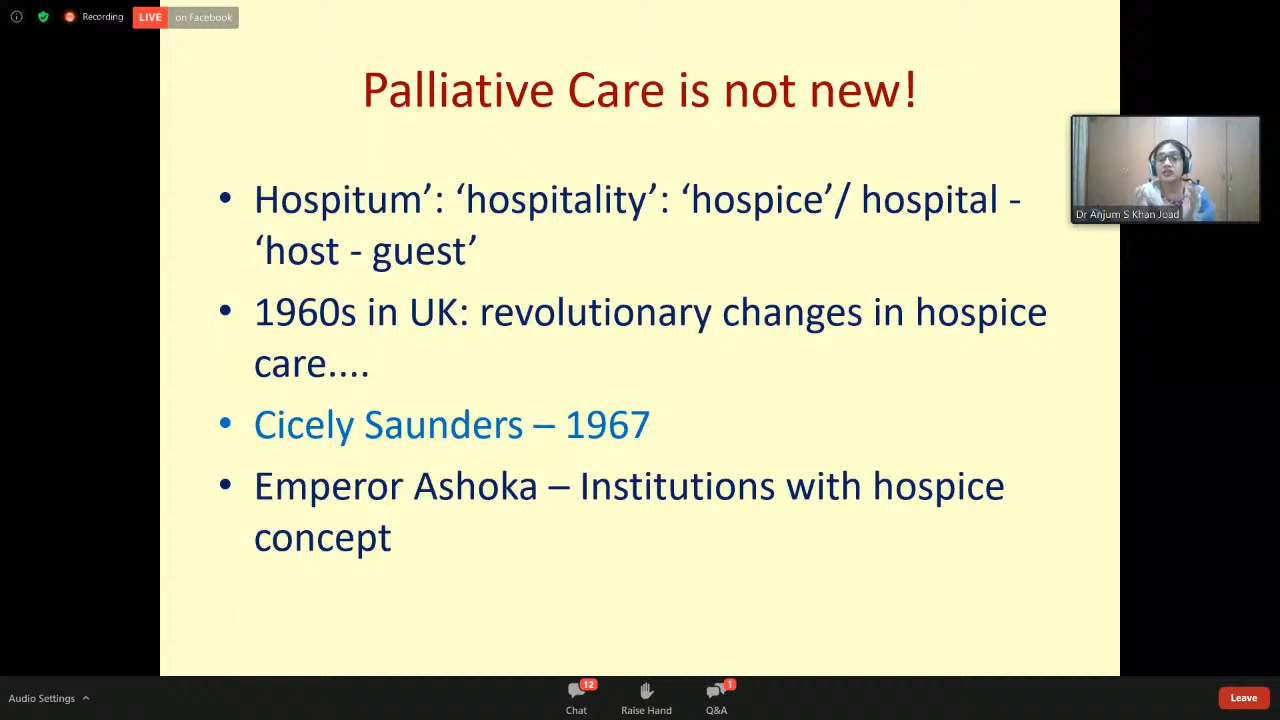 Recording
LIVE on Facebook
Palliative Care is not new!
Dr Anjum S Khan Joad
• Hospitum’: ‘hospitality’: ‘hospice’/ hospital -
‘host - guest’
• 1960s in UK: revolutionary changes in hospice
care....
• Cicely Saunders – 1967
• Emperor Ashoka – Institutions with hospice
concept
Audio Settings
12
Chat
Raise Hand
1
Q&A
Leave